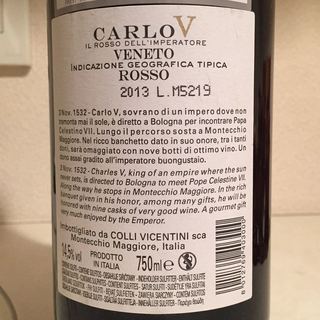 CARLO V
IL ROSSO DELL'IMPERATORE
VENETO
INDICAZIONE GEOGRAFICA TIPICA
ROSSO
2013 L.M5219
2 Nov. 1532 - Carlo V, sovrano di un impero dove non
tramonta mai il sole, è diretto a Bologna per incontrare Papa
Celestino VII. Lungo il percorso sosta a Montecchio
Maggiore. Nel ricco banchetto dato in suo onore, tra i tanti
doni, sarà omaggiato con nove botti di ottimo vino. Un
dono assai gradito all'imperatore buongustaio.
2 Nov. 1532 - Charles V, king of an empire where the sun
never sets, is directed to Bologna to meet Pope Celestine VII.
Along the way he stops in Montecchio Maggiore. In the rich
banquet given in his honor, among many gifts, he will be
honored with nine casks of very good wine. A gourmet gift
very much enjoyed by the Emperor.
Imbottigliato da COLLI VICENTINI sca
Montecchio Maggiore, Italia
14,5%vol
PRODOTTO
IN ITALIA
750ml e